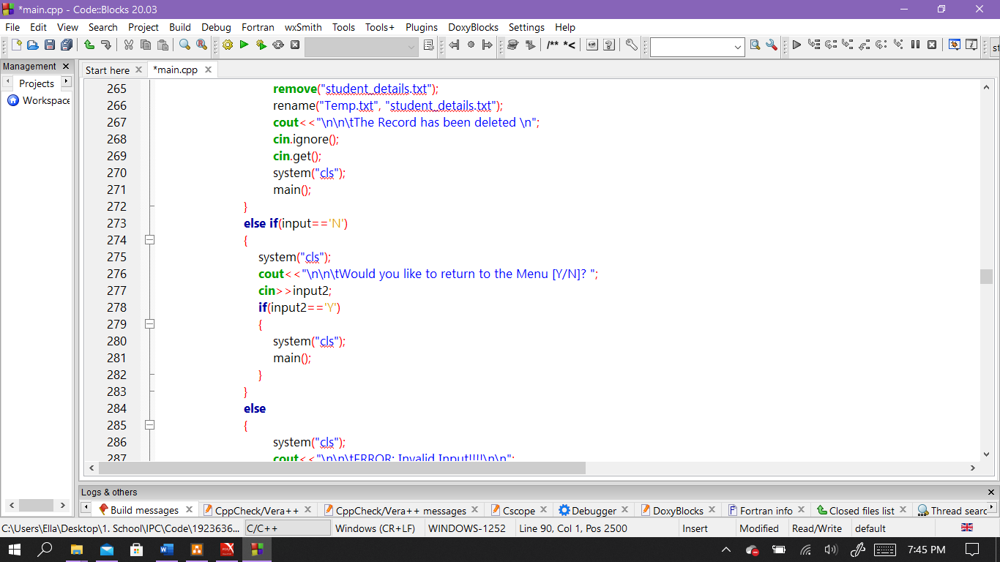 *main.cpp - Code::Blocks 20.03
File Edit View Search Project Build Debug Fortran wxSmith Tools Tools+ Plugins DoxyBlocks Settings Help
/** *<
st
Management
Start here *main.cpp
Projects
Workspace
265 remove("student_details.txt");
266 rename("Temp.txt", "student_details.txt");
267 cout<<"\n\n\tThe Record has been deleted \n";
268 cin.ignore();
269 cin.get();
270 system("cls");
271 main();
272 }
273 else if(input=='N')
274 {
275 system("cls");
276 cout<<"\n\n\tWould you like to return to the Menu [Y/N]? ";
277 cin>>input2;
278 if(input2=='Y')
279 {
280 system("cls");
281 main();
282 }
283 }
284 else
285 {
286 system("cls");
287 cout<<"\n\n\tERROR: Invalid Input!!!!\n\n";
Logs & others
Build messages CppCheck/Vera++ CppCheck/Vera++ messages Cscope Debugger DoxyBlocks Fortran info Closed files list Thread searc
C:\Users\Ella\Desktop\1. School\IPC\Code\1923636... C/C++ Windows (CR+LF) WINDOWS-1252 Line 90, Col 1, Pos 2500 Insert Modified Read/Write default
7:45 PM